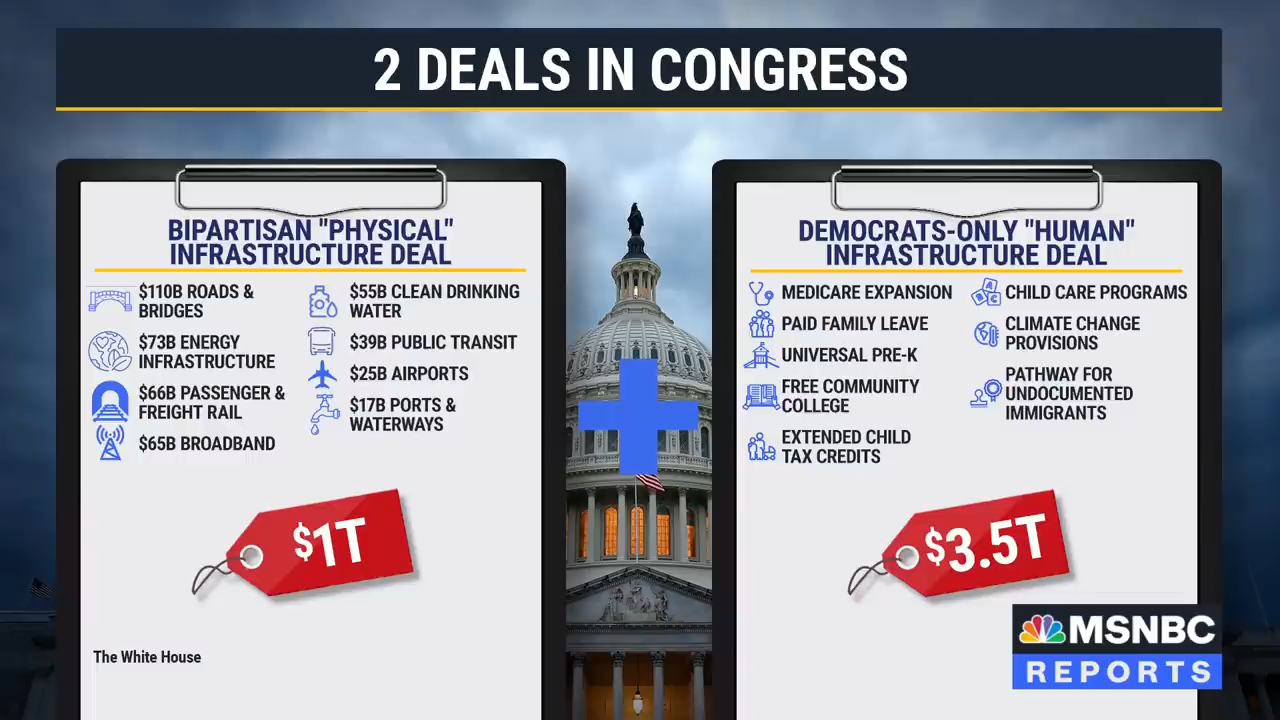 2 DEALS IN CONGRESS
BIPARTISAN "PHYSICAL"
INFRASTRUCTURE DEAL
$110B ROADS &
BRIDGES
$73B ENERGY
INFRASTRUCTURE
$66B PASSENGER &
FREIGHT RAIL
$65B BROADBAND
$55B CLEAN DRINKING
WATER
$39B PUBLIC TRANSIT
$25B AIRPORTS
$17B PORTS &
WATERWAYS
$1T
The White House
DEMOCRATS-ONLY "HUMAN"
INFRASTRUCTURE DEAL
MEDICARE EXPANSION
PAID FAMILY LEAVE
UNIVERSAL PRE-K
FREE COMMUNITY
COLLEGE
EXTENDED CHILD
TAX CREDITS
CHILD CARE PROGRAMS
CLIMATE CHANGE
PROVISIONS
PATHWAY FOR
UNDOCUMENTED
IMMIGRANTS
$3.5T
MSNBC
REPORTS